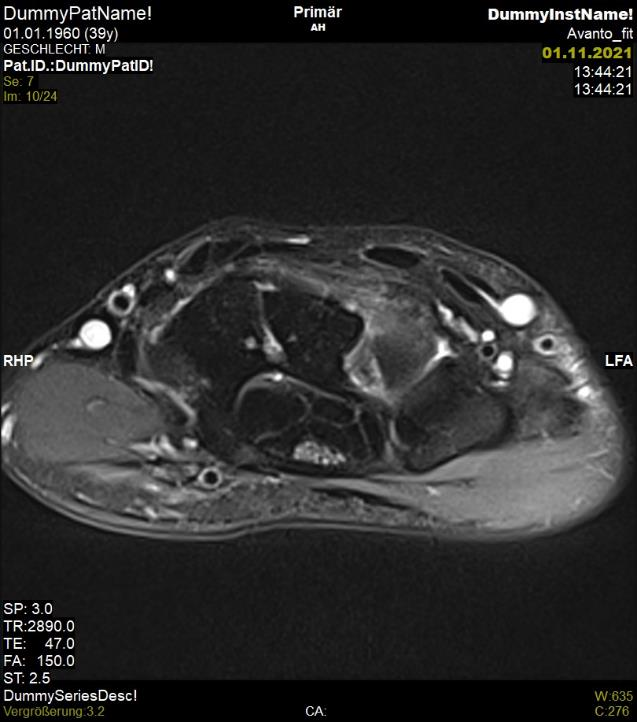 DummyPatName!
01.01.1960 (39y)
GESCHLECHT: M
Pat.ID.:DummyPatID!
Se: 7
Im: 10/24
Primär
AH
DummyInstName!
Avanto_fit
01.11.2021
13:44:21
13:44:21
RHP
LFA
SP: 3.0
TR:2890.0
TE: 47.0
FA: 150.0
ST: 2.5
DummySeriesDesc!
Vergrößerung:3.2
CA:
W:635
C:276